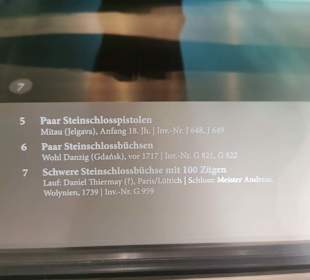 7
5 Paar Steinschlosspistolen
Mitau (Jelgava), Anfang 18. Jh. | Inv.-Nr. J 648, J 649
6 Paar Steinschlossbüchsen
Wohl Danzig (Gdańsk), vor 1717 | Inv.-Nr. G 821, G 822
7 Schwere Steinschlossbüchse mit 100 Zügen
Lauf: Daniel Thiermay (?), Paris/Lüttich | Schloss: Meister Andreas,
Wolynien, 1739 | Inv.-Nr. G 959